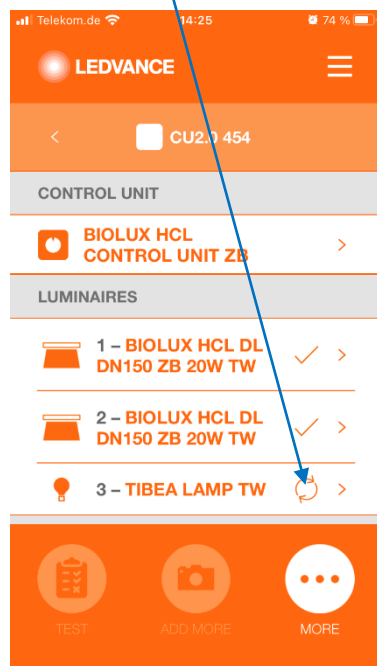 Telekom.de 14:25 74 %
LEDVANCE
CU2.0 454
CONTROL UNIT
BIOLUX HCL
CONTROL UNIT ZB
LUMINAIRES
1 – BIOLUX HCL DL
DN150 ZB 20W TW
2 – BIOLUX HCL DL
DN150 ZB 20W TW
3 – TIBEA LAMP TW
TEST ADD MORE MORE